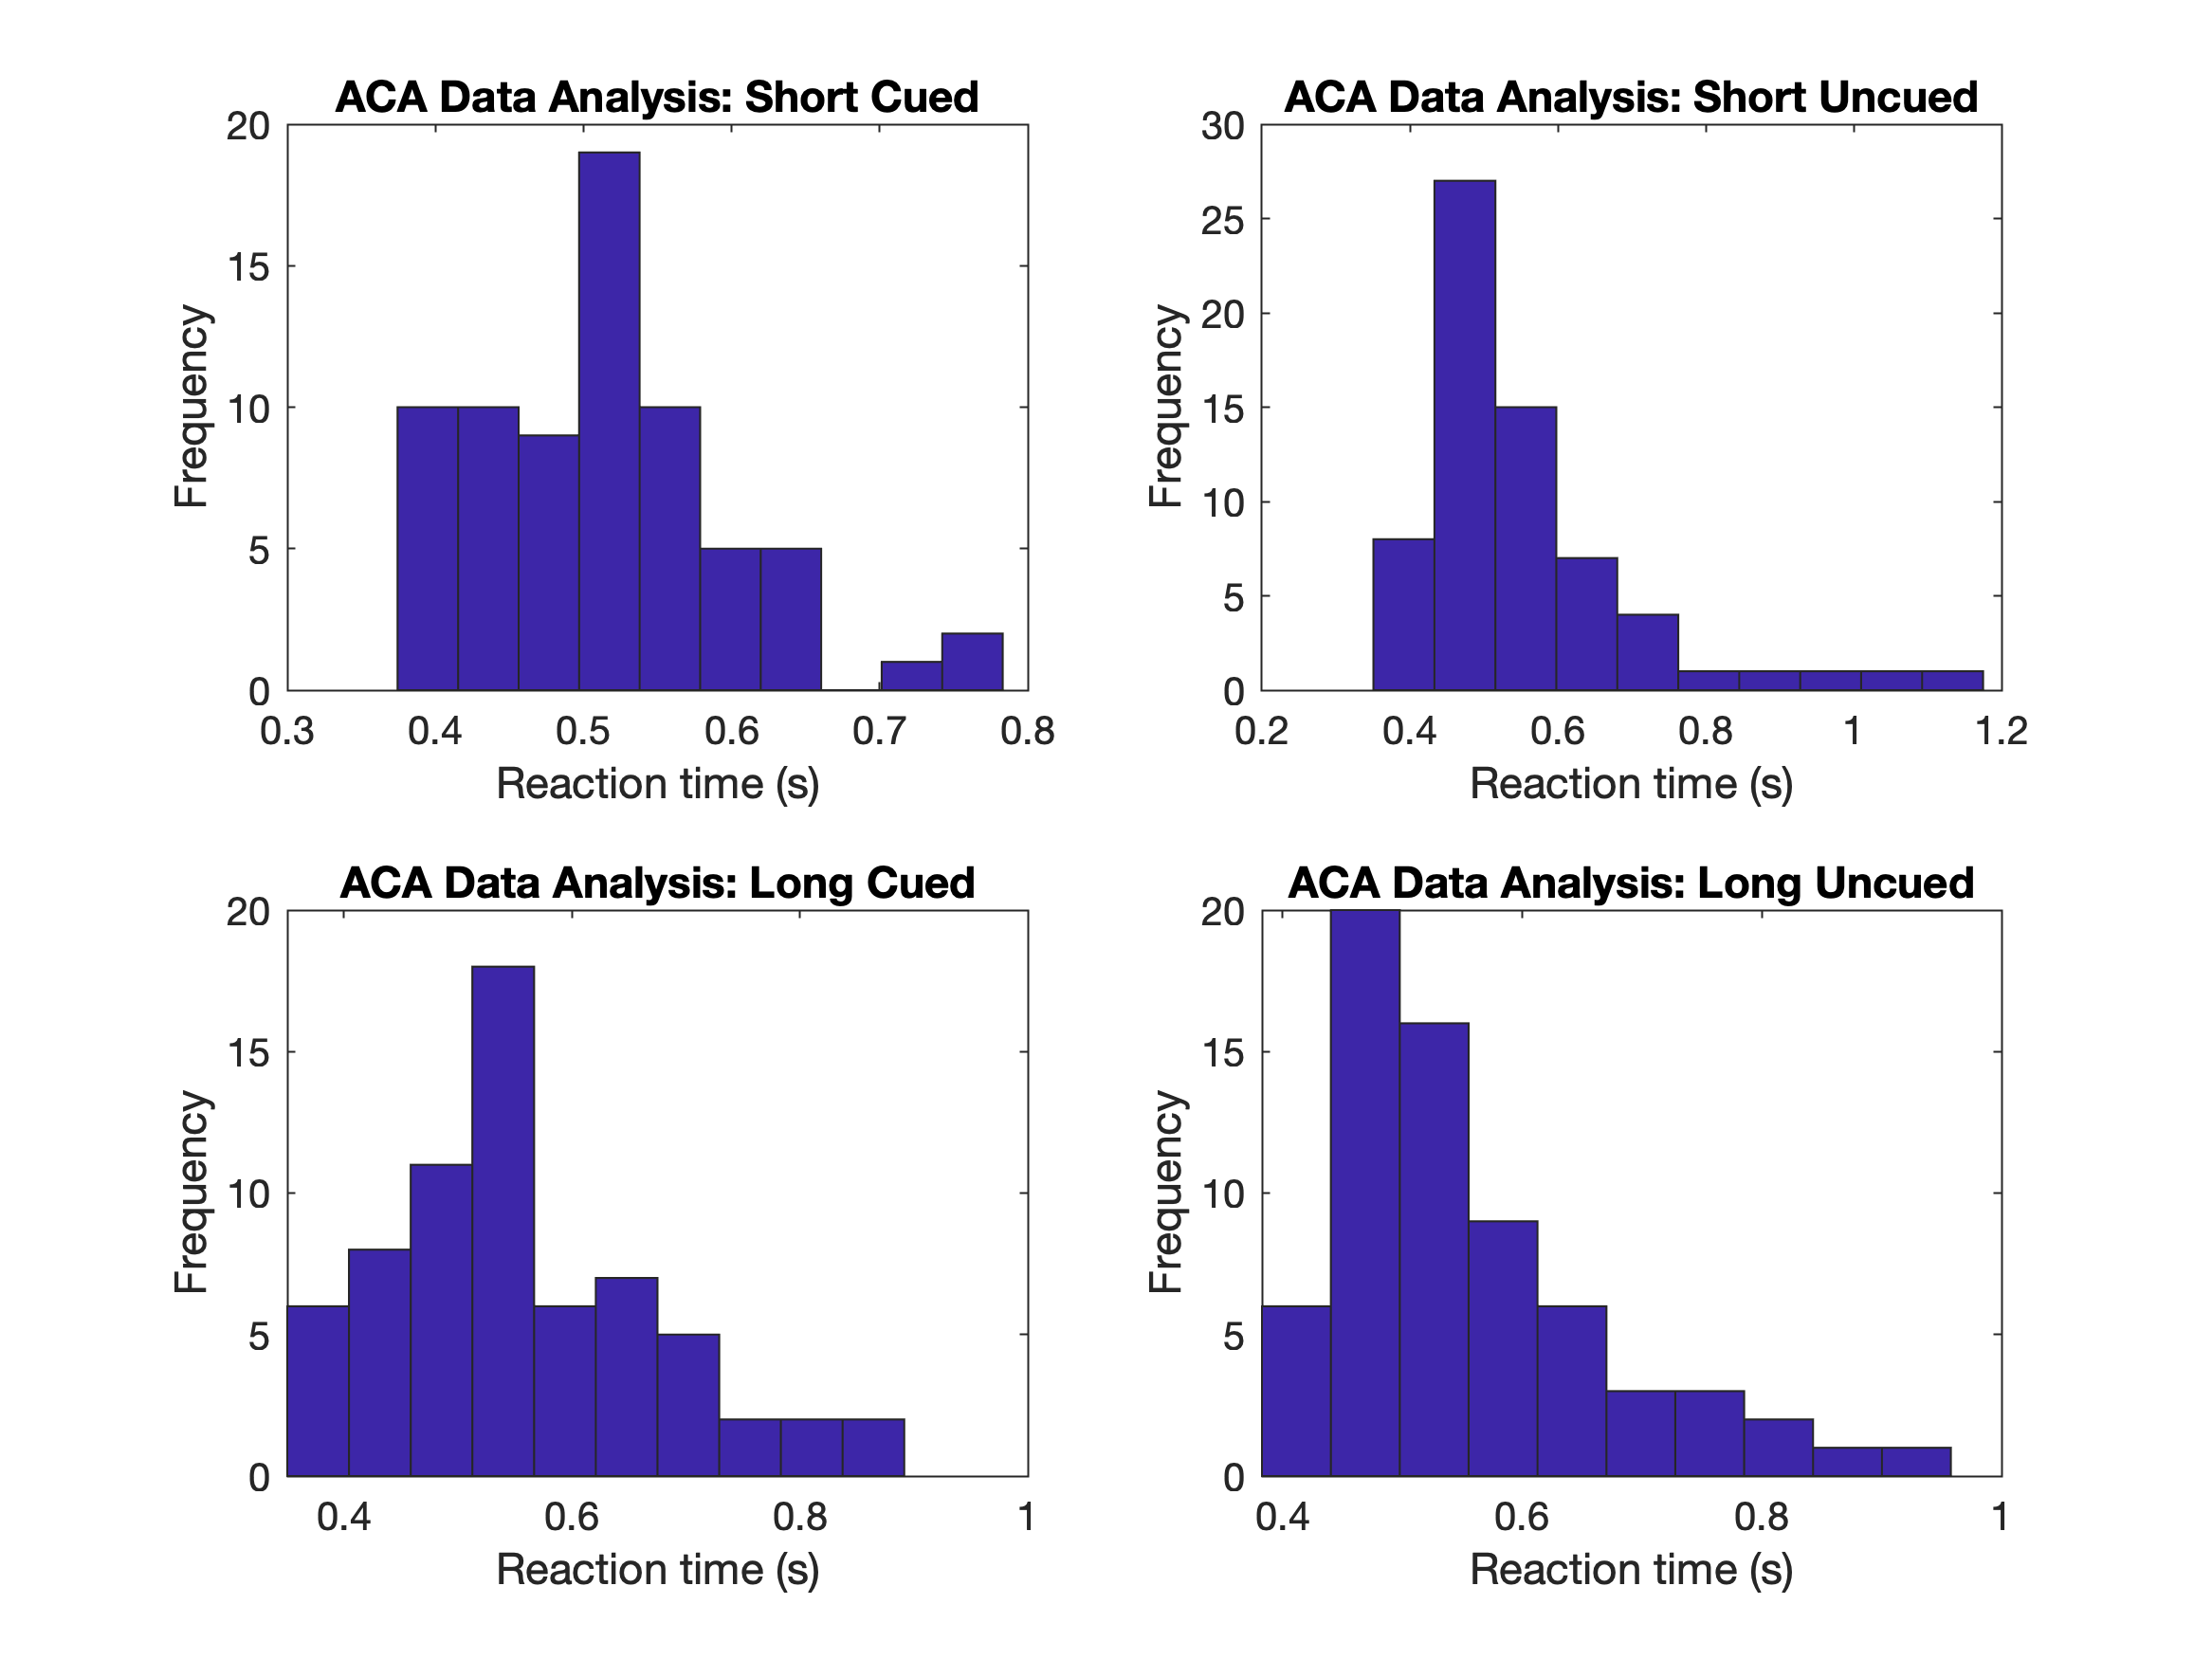 ACA Data Analysis: Short Cued
20
15
10
5
0
Frequency
0.3 0.4 0.5 0.6 0.7 0.8
Reaction time (s)
ACA Data Analysis: Short Uncued
30
25
20
15
10
5
0
Frequency
0.2 0.4 0.6 0.8 1 1.2
Reaction time (s)
ACA Data Analysis: Long Cued
20
15
10
5
0
Frequency
0.4 0.6 0.8 1
Reaction time (s)
ACA Data Analysis: Long Uncued
20
15
10
5
0
Frequency
0.4 0.6 0.8 1
Reaction time (s)